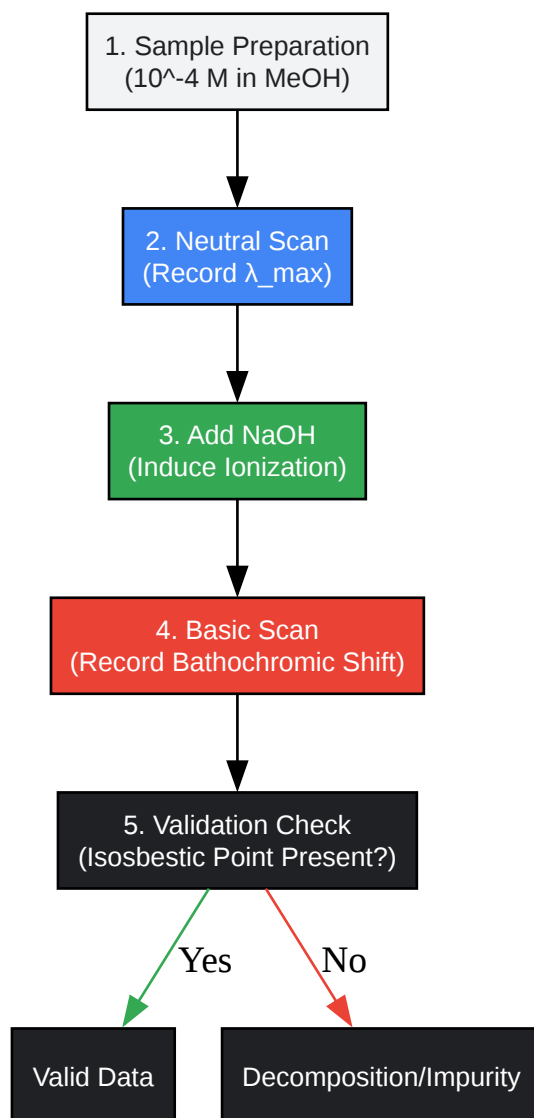 1. Sample Preparation
(10^-4 M in MeOH)
2. Neutral Scan
(Record λ_max)
3. Add NaOH
(Induce Ionization)
4. Basic Scan
(Record Bathochromic Shift)
5. Validation Check
(Isosbestic Point Present?)
Yes
No
Valid Data
Decomposition/Impurity